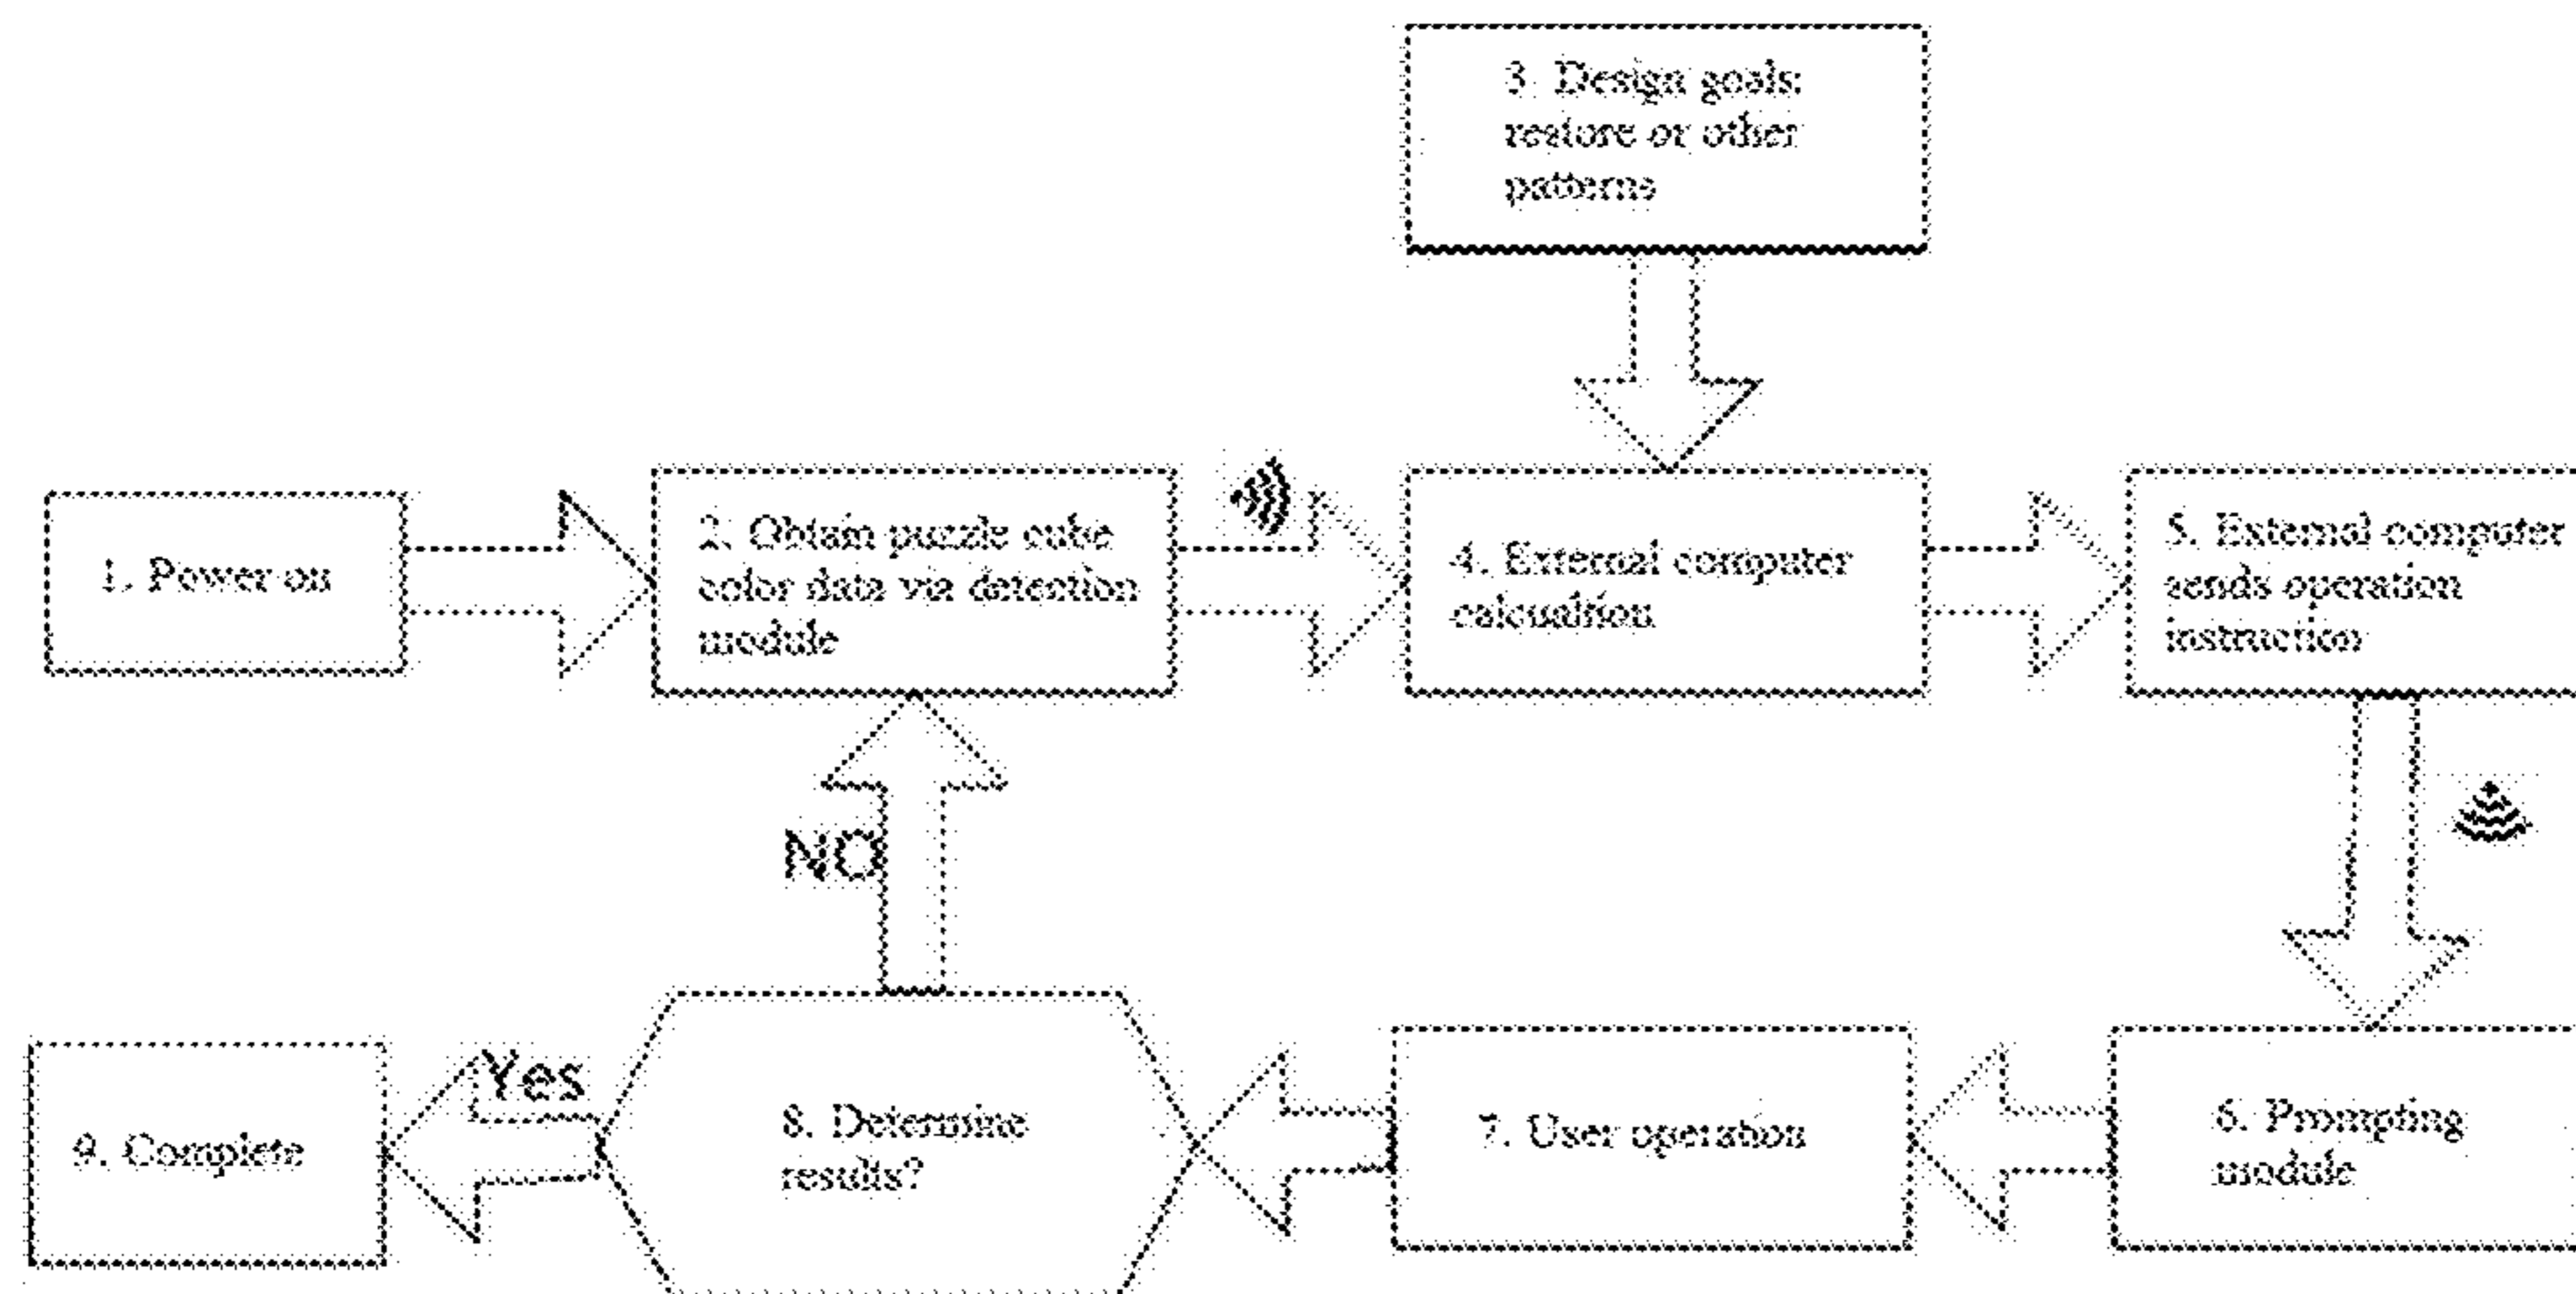 3. Design goals:
restore or other
patterns
1. Power on
2. Obtain puzzle cube
color data via detection
module
4. External computer
calcualtion
5. External computer
sends operation
instruction
NO
Yes
9. Complete
8. Determine
results?
7. User operation
6. Prompting
module